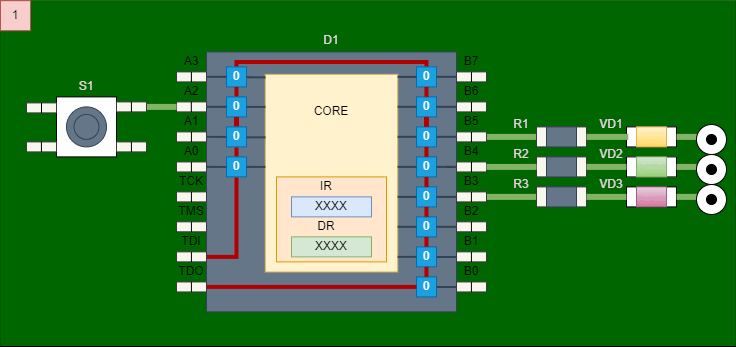 1
D1
S1
A3
A2
A1
A0
TCK
TMS
TDI
TDO
0
0
0
0
CORE
IR
XXXX
DR
XXXX
0
0
0
0
0
0
0
0
B7
B6
B5
B4
B3
B2
B1
B0
R1
R2
R3
VD1
VD2
VD3